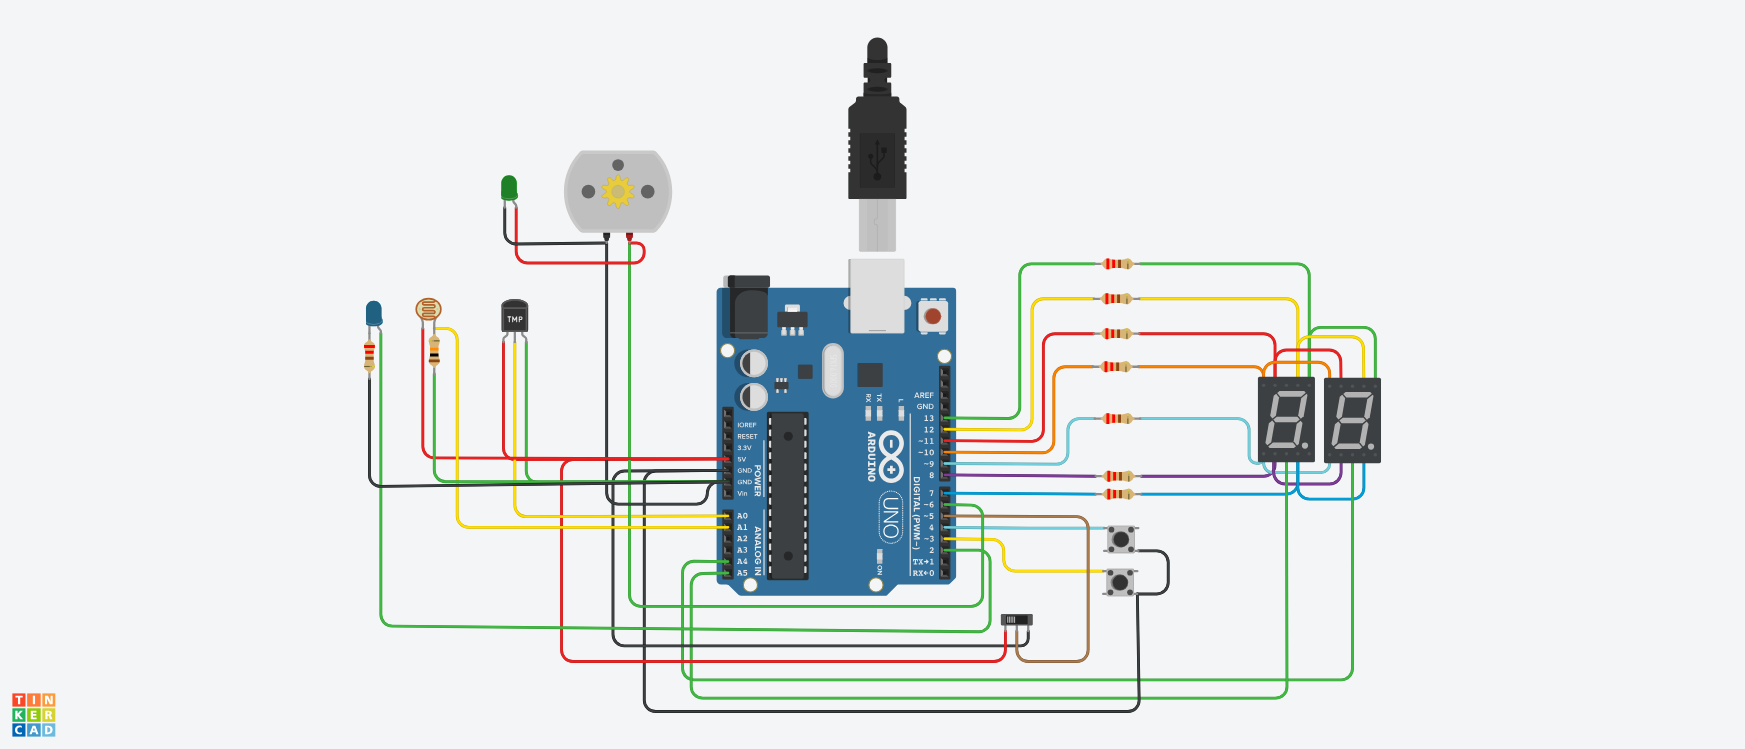 TMP
RX
TX
L
AREF
GND
13
12
~11
~10
~9
8
IOREF
RESET
3.3V
5V
GND
GND
Vin
POWER
ARDUINO
UNO
DIGITAL (PWM ~)
7
~6
~5
4
~3
2
TX→1
RX←0
A0
A1
A2
A3
A4
A5
ANALOG IN
ON
TIN
KER
CAD